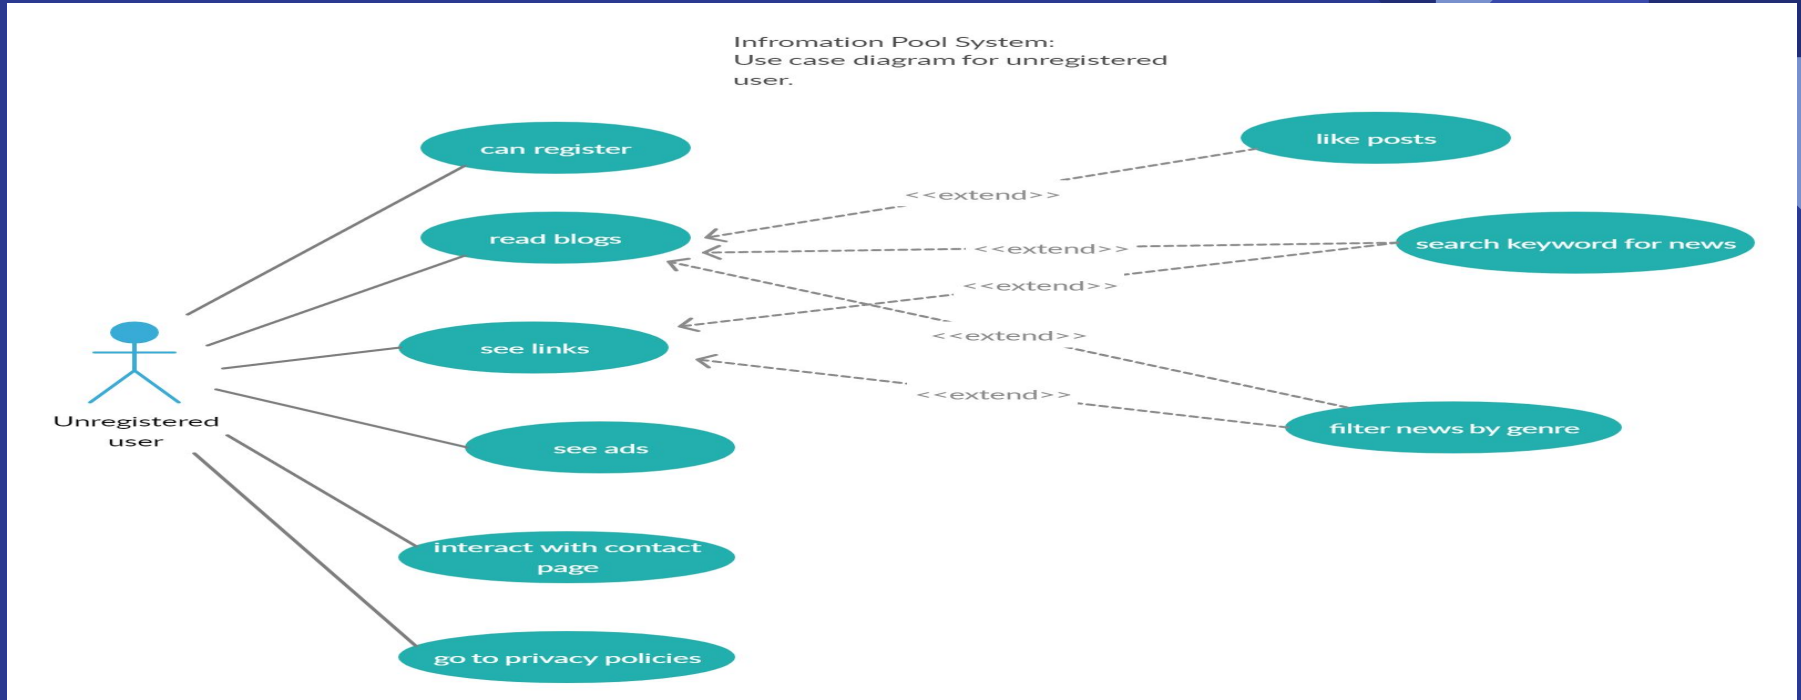 Infromation Pool System:
Use case diagram for unregistered
user.
can register
like posts
<<extend>>
read blogs
<<extend>>
search keyword for news
<<extend>>
<<extend>>
see links
<<extend>>
Unregistered
user
filter news by genre
see ads
interact with contact
page
go to privacy policies